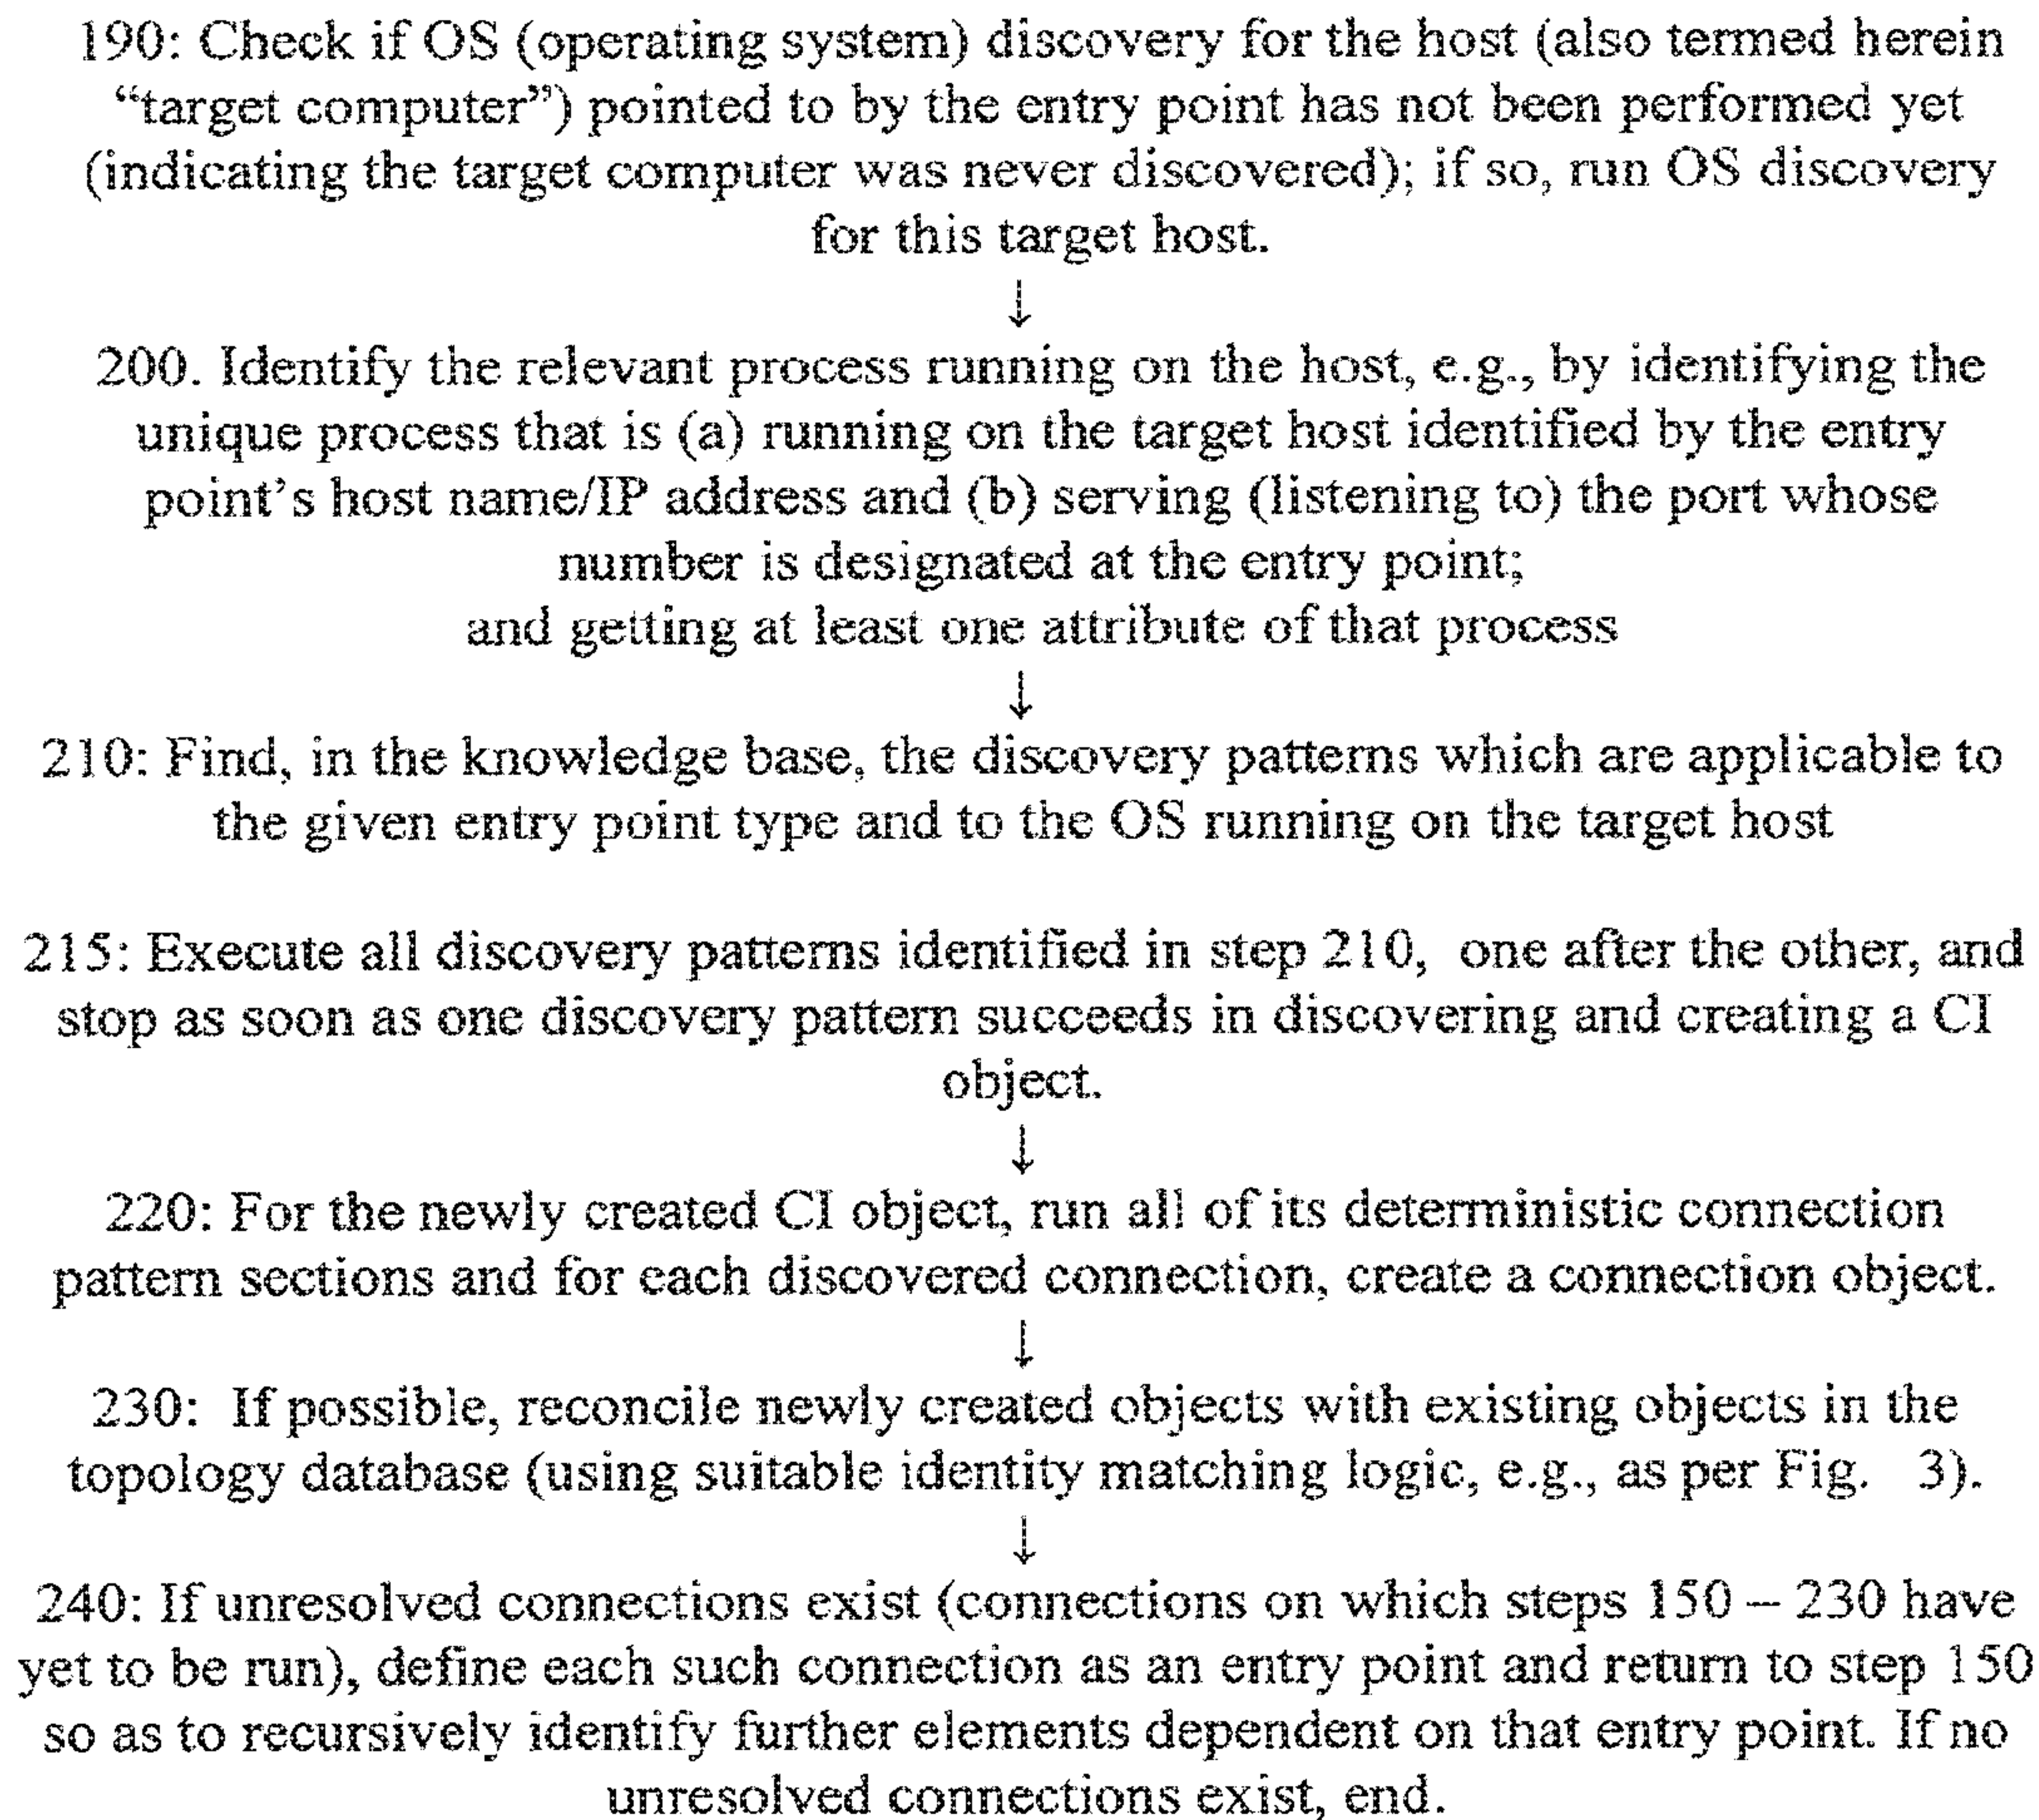 190: Check if OS (operating system) discovery for the host (also termed herein
“target computer”) pointed to by the entry point has not been performed yet
(indicating the target computer was never discovered); if so, run OS discovery
for this target host.
↓
200. Identify the relevant process running on the host, e.g., by identifying the
unique process that is (a) running on the target host identified by the entry
point’s host name/IP address and (b) serving (listening to) the port whose
number is designated at the entry point;
and getting at least one attribute of that process
↓
210: Find, in the knowledge base, the discovery patterns which are applicable to
the given entry point type and to the OS running on the target host
215: Execute all discovery patterns identified in step 210, one after the other, and
stop as soon as one discovery pattern succeeds in discovering and creating a CI
object.
↓
220: For the newly created CI object, run all of its deterministic connection
pattern sections and for each discovered connection, create a connection object.
↓
230: If possible, reconcile newly created objects with existing objects in the
topology database (using suitable identity matching logic, e.g., as per Fig. 3).
↓
240: If unresolved connections exist (connections on which steps 150 – 230 have
yet to be run), define each such connection as an entry point and return to step 150
so as to recursively identify further elements dependent on that entry point. If no
unresolved connections exist, end.